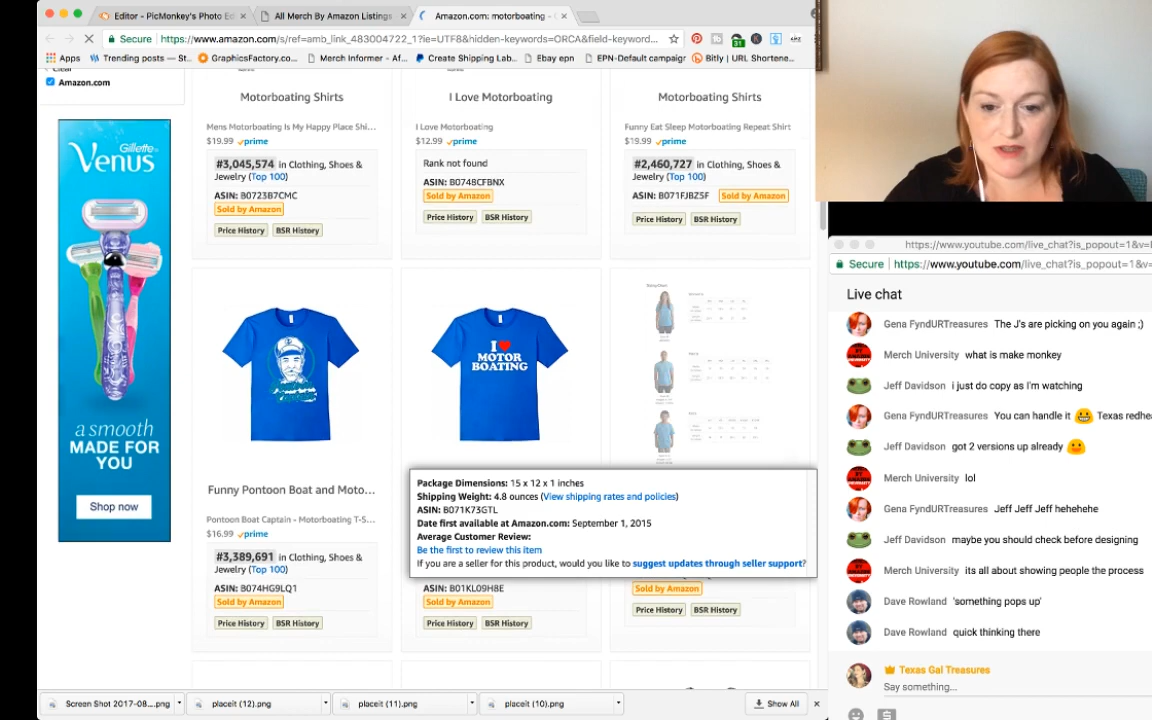 Editor - PicMonkey's Photo Ed
All Merch By Amazon Listings
Amazon.com: motorboating -
Secure https://www.amazon.com/s/ref=amb_link_483004722_1?ie=UTF8&hidden-keywords=ORCA&field-keyword...
31
Apps
Trending posts — St...
GraphicsFactory.co...
Merch Informer - Af...
Create Shipping Lab...
Ebay epn
EPN-Default campaign
Bitly | URL Shortene...
Clear
Amazon.com
Gillette
Venus
a smooth
MADE FOR
YOU
Shop now
Motorboating Shirts
Mens Motorboating Is My Happy Place Shi...
$19.99 prime
#3,045,574 in Clothing, Shoes &
Jewelry (Top 100)
ASIN: B0723B7CMC
Sold by Amazon
Price History BSR History
I Love Motorboating
I Love Motorboating
$12.99 prime
Rank not found
ASIN: B0748CFBNX
Sold by Amazon
Price History BSR History
Motorboating Shirts
Funny Eat Sleep Motorboating Repeat Shirt
$19.99 prime
#2,460,727 in Clothing, Shoes &
Jewelry (Top 100)
ASIN: B071FJBZSF Sold by Amazon
Price History BSR History
Funny Pontoon Boat and Moto...
Pontoon Boat Captain - Motorboating T-S...
$16.99 prime
#3,389,691 in Clothing, Shoes &
Jewelry (Top 100)
ASIN: B074HG9LQ1
Sold by Amazon
Price History BSR History
I
MOTOR
BOATING
Package Dimensions: 15 x 12 x 1 inches
Shipping Weight: 4.8 ounces (View shipping rates and policies)
ASIN: B071K73GTL
Date first available at Amazon.com: September 1, 2015
Average Customer Review:
Be the first to review this item
If you are a seller for this product, would you like to suggest updates through seller support?
ASIN: B01KL09H8E
Sold by Amazon
Price History BSR History
Sold by Amazon
Price History BSR History
Screen Shot 2017-08....png
placeit (12).png
placeit (11).png
placeit (10).png
Show All
https://www.youtube.com/live_chat?is_popout=1&v=
Secure https://www.youtube.com/live_chat?is_popout=1&v=
Live chat
Gena FyndURTreasures The J's are picking on you again ;)
Merch University what is make monkey
Jeff Davidson i just do copy as I'm watching
Gena FyndURTreasures You can handle it Texas redhe
Jeff Davidson got 2 versions up already
Merch University lol
Gena FyndURTreasures Jeff Jeff Jeff hehehehe
Jeff Davidson maybe you should check before designing
Merch University its all about showing people the process
Dave Rowland 'something pops up'
Dave Rowland quick thinking there
Texas Gal Treasures
Say something...